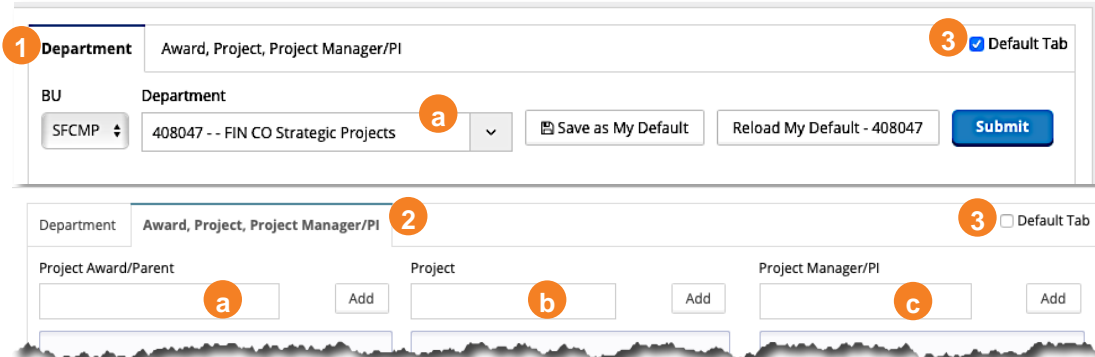 1 Department Award, Project, Project Manager/PI 3 Default Tab
BU Department
SFCMP 408047 - - FIN CO Strategic Projects a Save as My Default Reload My Default - 408047 Submit
Department Award, Project, Project Manager/PI 2 3 Default Tab
Project Award/Parent Project Project Manager/PI
a Add b Add c Add